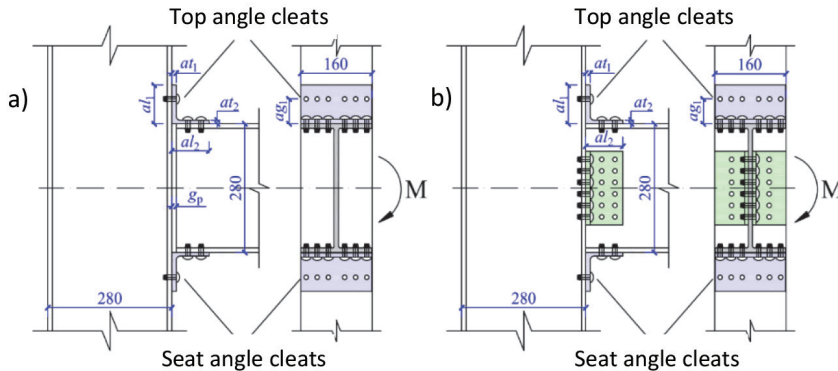 Top angle cleats
Top angle cleats
a)
at₁
al₁
at₂
al₂
gₚ
280
280
160
ag₁
M
b)
at₁
al₁
at₂
al₂
280
280
160
ag₁
M
Seat angle cleats
Seat angle cleats